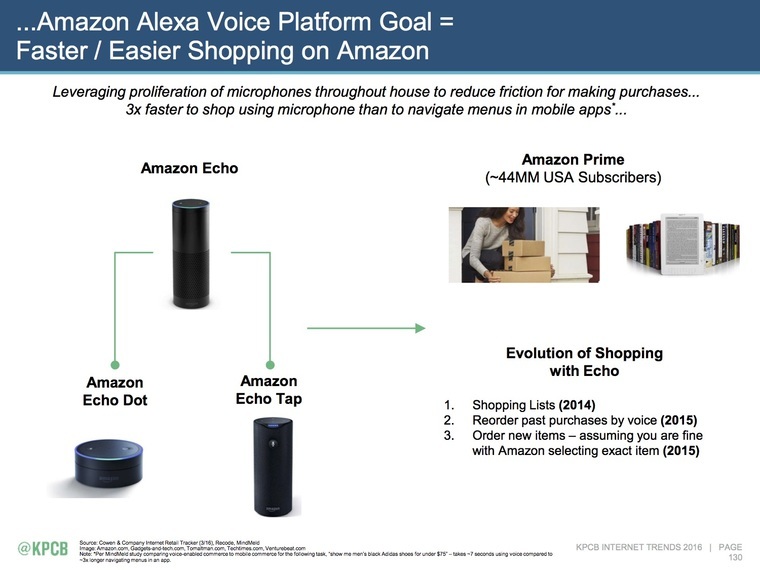 ...Amazon Alexa Voice Platform Goal =
Faster / Easier Shopping on Amazon
Leveraging proliferation of microphones throughout house to reduce friction for making purchases...
3x faster to shop using microphone than to navigate menus in mobile apps*...
Amazon Echo
Amazon Prime
(~44MM USA Subscribers)
Amazon
Echo Dot
Amazon
Echo Tap
Evolution of Shopping
with Echo
1. Shopping Lists (2014)
2. Reorder past purchases by voice (2015)
3. Order new items – assuming you are fine
with Amazon selecting exact item (2015)
@KPCB
Source: Cowen & Company Internet Retail Tracker (3/16), Recode, MindMeld
Image: Amazon.com, Gadgets-and-tech.com, Tomaltman.com, Techtimes.com, Venturebeat.com
Note: *Per MindMeld study comparing voice-enabled commerce to mobile commerce for the following task, "show me men's black Adidas shoes for under $75" – takes ~7 seconds using voice compared to
~3x longer navigating menus in an app.
KPCB INTERNET TRENDS 2016 | PAGE
130